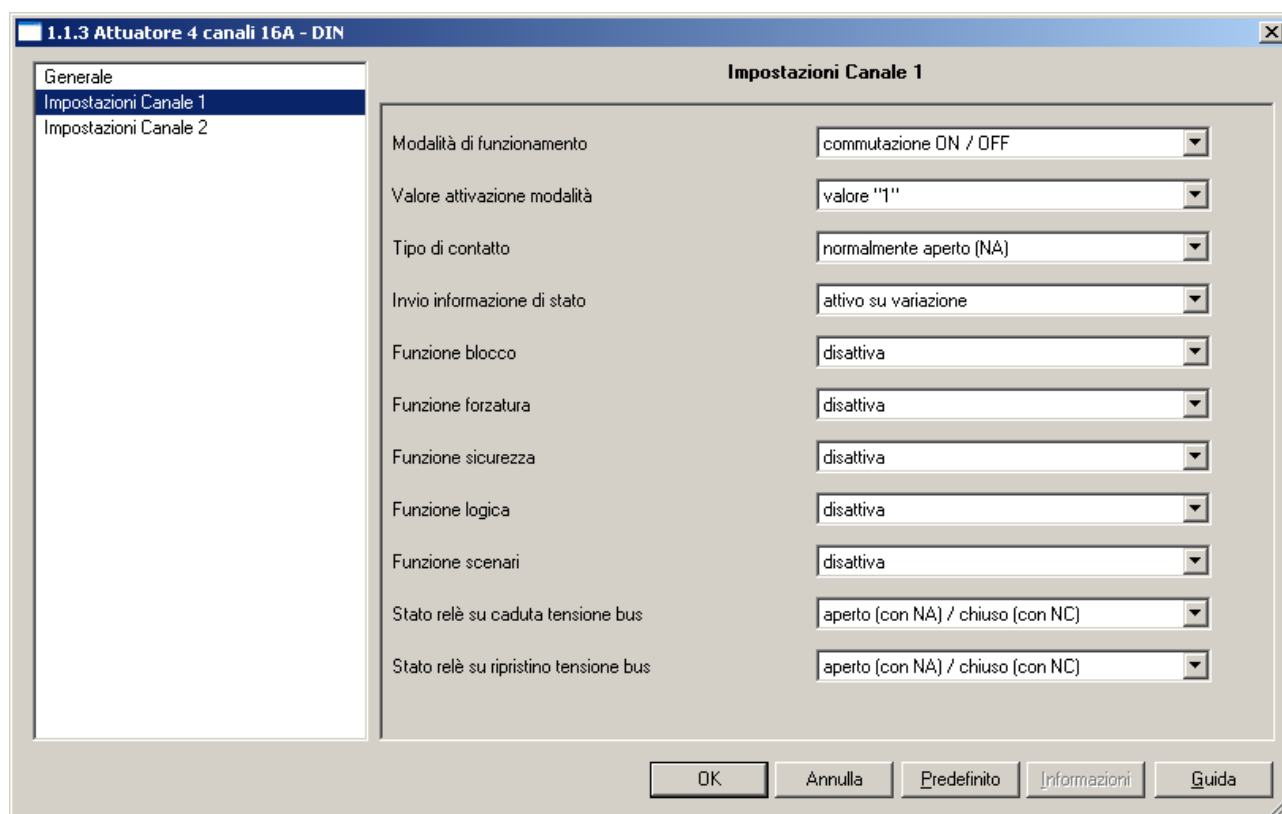 1.1.3 Attuatore 4 canali 16A - DIN
Generale
Impostazioni Canale 1
Impostazioni Canale 2
Impostazioni Canale 1
Modalità di funzionamento
commutazione ON / OFF
Valore attivazione modalità
valore "1"
Tipo di contatto
normalmente aperto (NA)
Invio informazione di stato
attivo su variazione
Funzione blocco
disattiva
Funzione forzatura
disattiva
Funzione sicurezza
disattiva
Funzione logica
disattiva
Funzione scenari
disattiva
Stato relè su caduta tensione bus
aperto (con NA) / chiuso (con NC)
Stato relè su ripristino tensione bus
aperto (con NA) / chiuso (con NC)
OK
Annulla
Predefinito
Informazioni
Guida